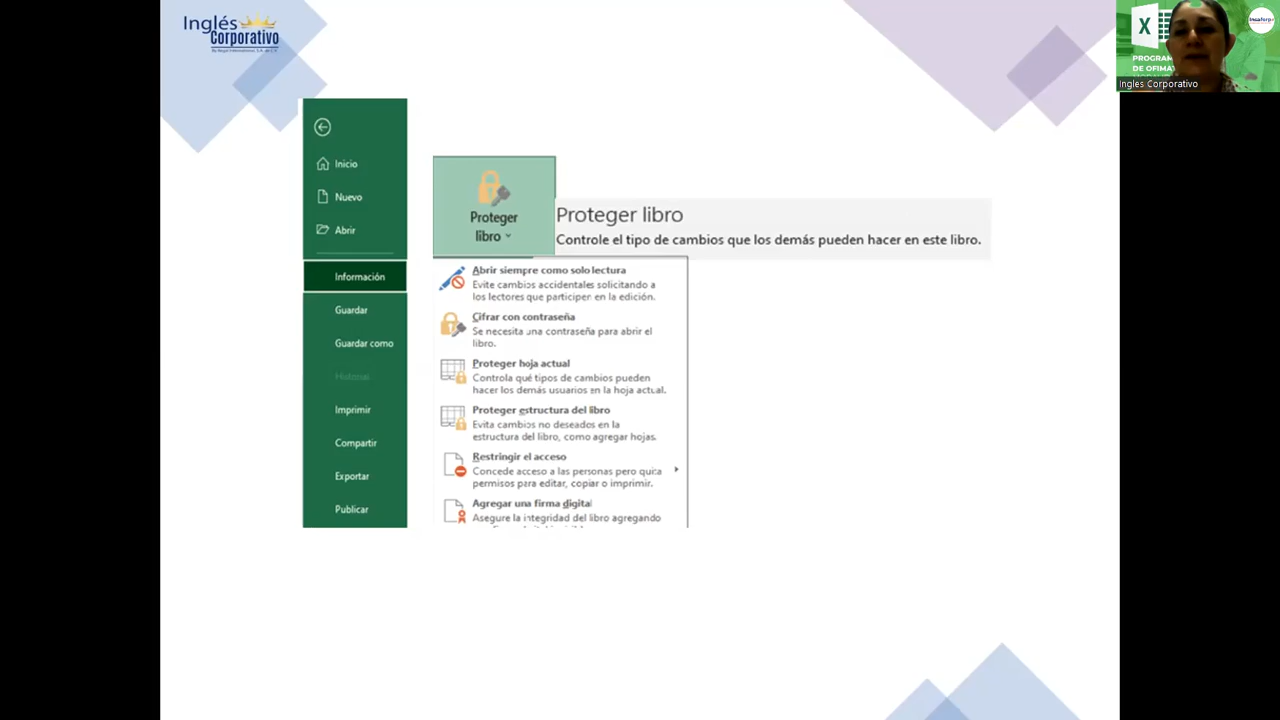 Inglés
Corporativo
Inicio
Nuevo
Abrir
Información
Guardar
Guardar como
Historial
Imprimir
Compartir
Exportar
Publicar
Proteger
libro
Proteger libro
Controle el tipo de cambios que los demás pueden hacer en este libro.
Abrir siempre como solo lectura
Evite cambios accidentales solicitando a
los lectores que participen en la edición.
Cifrar con contraseña
Se necesita una contraseña para abrir el
libro.
Proteger hoja actual
Controla qué tipos de cambios pueden
hacer los demás usuarios en la hoja actual.
Proteger estructura del libro
Evita cambios no deseados en la
estructura del libro, como agregar hojas.
Restringir el acceso
Concede acceso a las personas pero quita
permisos para editar, copiar o imprimir.
Agregar una firma digital
Asegure la integridad del libro agregando
X
PROGRAM
DE OFIMA
Ingles Corporativo